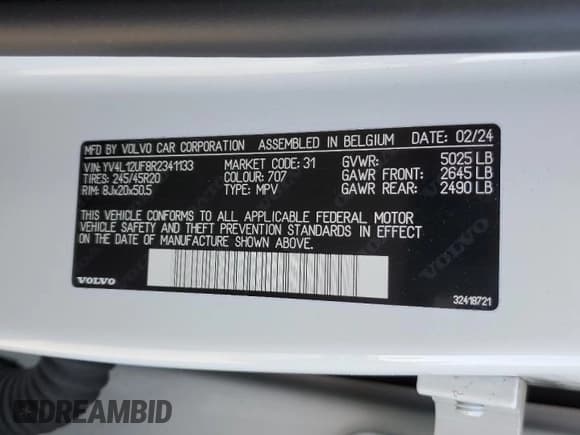 MFD BY VOLVO CAR CORPORATION ASSEMBLED IN BELGIUM DATE: 02/24
VIN: YV4L12UF8R2341133 MARKET CODE: 31 GVWR: 5025 LB
TIRES: 245/45R20 COLOUR: 707 GAWR FRONT: 2645 LB
RIM: 8Jx20x50.5 TYPE: MPV GAWR REAR: 2490 LB
THIS VEHICLE CONFORMS TO ALL APPLICABLE FEDERAL MOTOR
VEHICLE SAFETY AND THEFT PREVENTION STANDARDS IN EFFECT
ON THE DATE OF MANUFACTURE SHOWN ABOVE.
VOLVO
32418721
DREAMBID